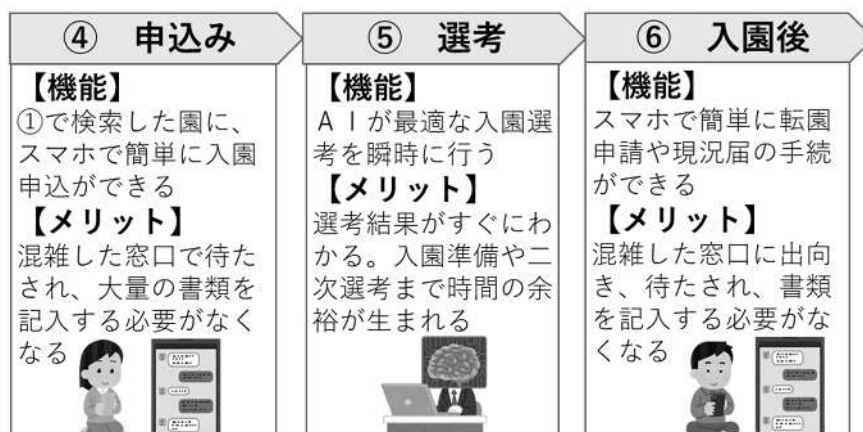 ④　申込み
【機能】
①で検索した園に、
スマホで簡単に入園
申込ができる
【メリット】
混雑した窓口で待た
され、大量の書類を
記入する必要がなく
なる
⑤　選考
【機能】
ＡＩが最適な入園選
考を瞬時に行う
【メリット】
選考結果がすぐにわ
かる。入園準備や二
次選考まで時間の余
裕が生まれる
⑥　入園後
【機能】
スマホで簡単に転園
申請や現況届の手続
ができる
【メリット】
混雑した窓口に出向
き、待たされ、書類
を記入する必要がな
くなる